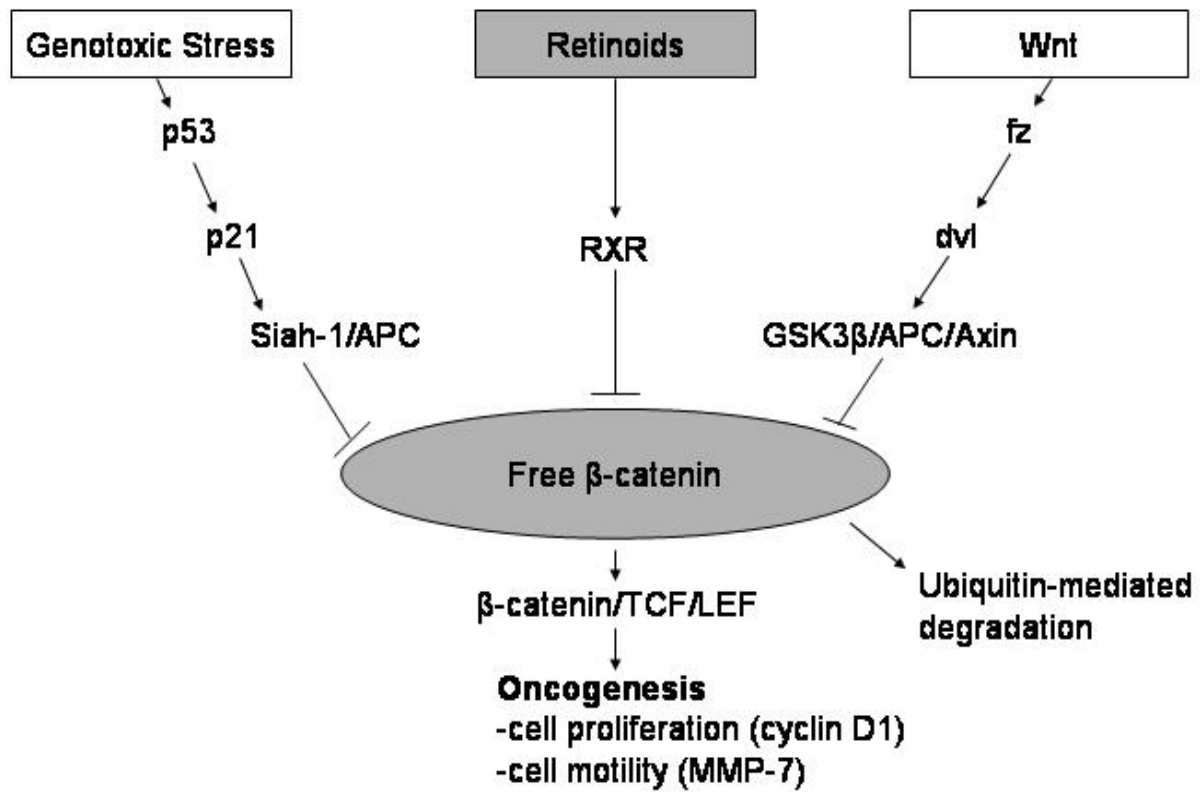 Genotoxic Stress
Retinoids
Wnt
p53
fz
p21
RXR
dvl
Siah-1/APC
GSK3β/APC/Axin
Free β-catenin
β-catenin/TCF/LEF
Ubiquitin-mediated
degradation
Oncogenesis
-cell proliferation (cyclin D1)
-cell motility (MMP-7)